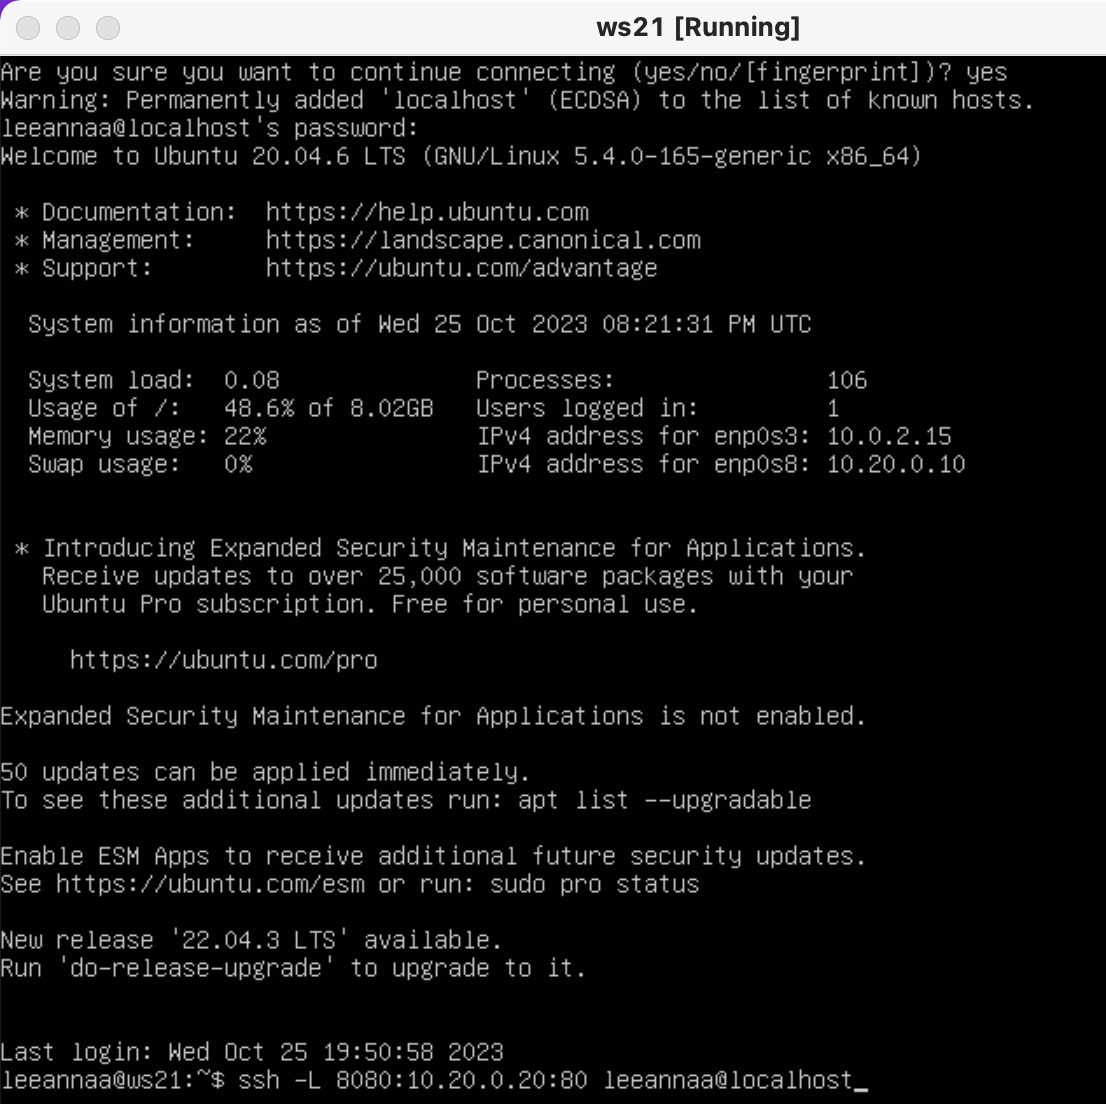 ws21 [Running]
Are you sure you want to continue connecting (yes/no/[fingerprint])? yes
Warning: Permanently added 'localhost' (ECDSA) to the list of known hosts.
leeannaa@localhost's password:
Welcome to Ubuntu 20.04.6 LTS (GNU/Linux 5.4.0-165-generic x86_64)
* Documentation:  https://help.ubuntu.com
* Management:     https://landscape.canonical.com
* Support:        https://ubuntu.com/advantage
System information as of Wed 25 Oct 2023 08:21:31 PM UTC
System load:  0.08              Processes:               106
Usage of /:   48.6% of 8.02GB   Users logged in:         1
Memory usage: 22%               IPv4 address for enp0s3: 10.0.2.15
Swap usage:   0%                IPv4 address for enp0s8: 10.20.0.10
* Introducing Expanded Security Maintenance for Applications.
Receive updates to over 25,000 software packages with your
Ubuntu Pro subscription. Free for personal use.
https://ubuntu.com/pro
Expanded Security Maintenance for Applications is not enabled.
50 updates can be applied immediately.
To see these additional updates run: apt list --upgradable
Enable ESM Apps to receive additional future security updates.
See https://ubuntu.com/esm or run: sudo pro status
New release '22.04.3 LTS' available.
Run 'do-release-upgrade' to upgrade to it.
Last login: Wed Oct 25 19:50:58 2023
leeannaa@ws21:~$ ssh -L 8080:10.20.0.20:80 leeannaa@localhost_